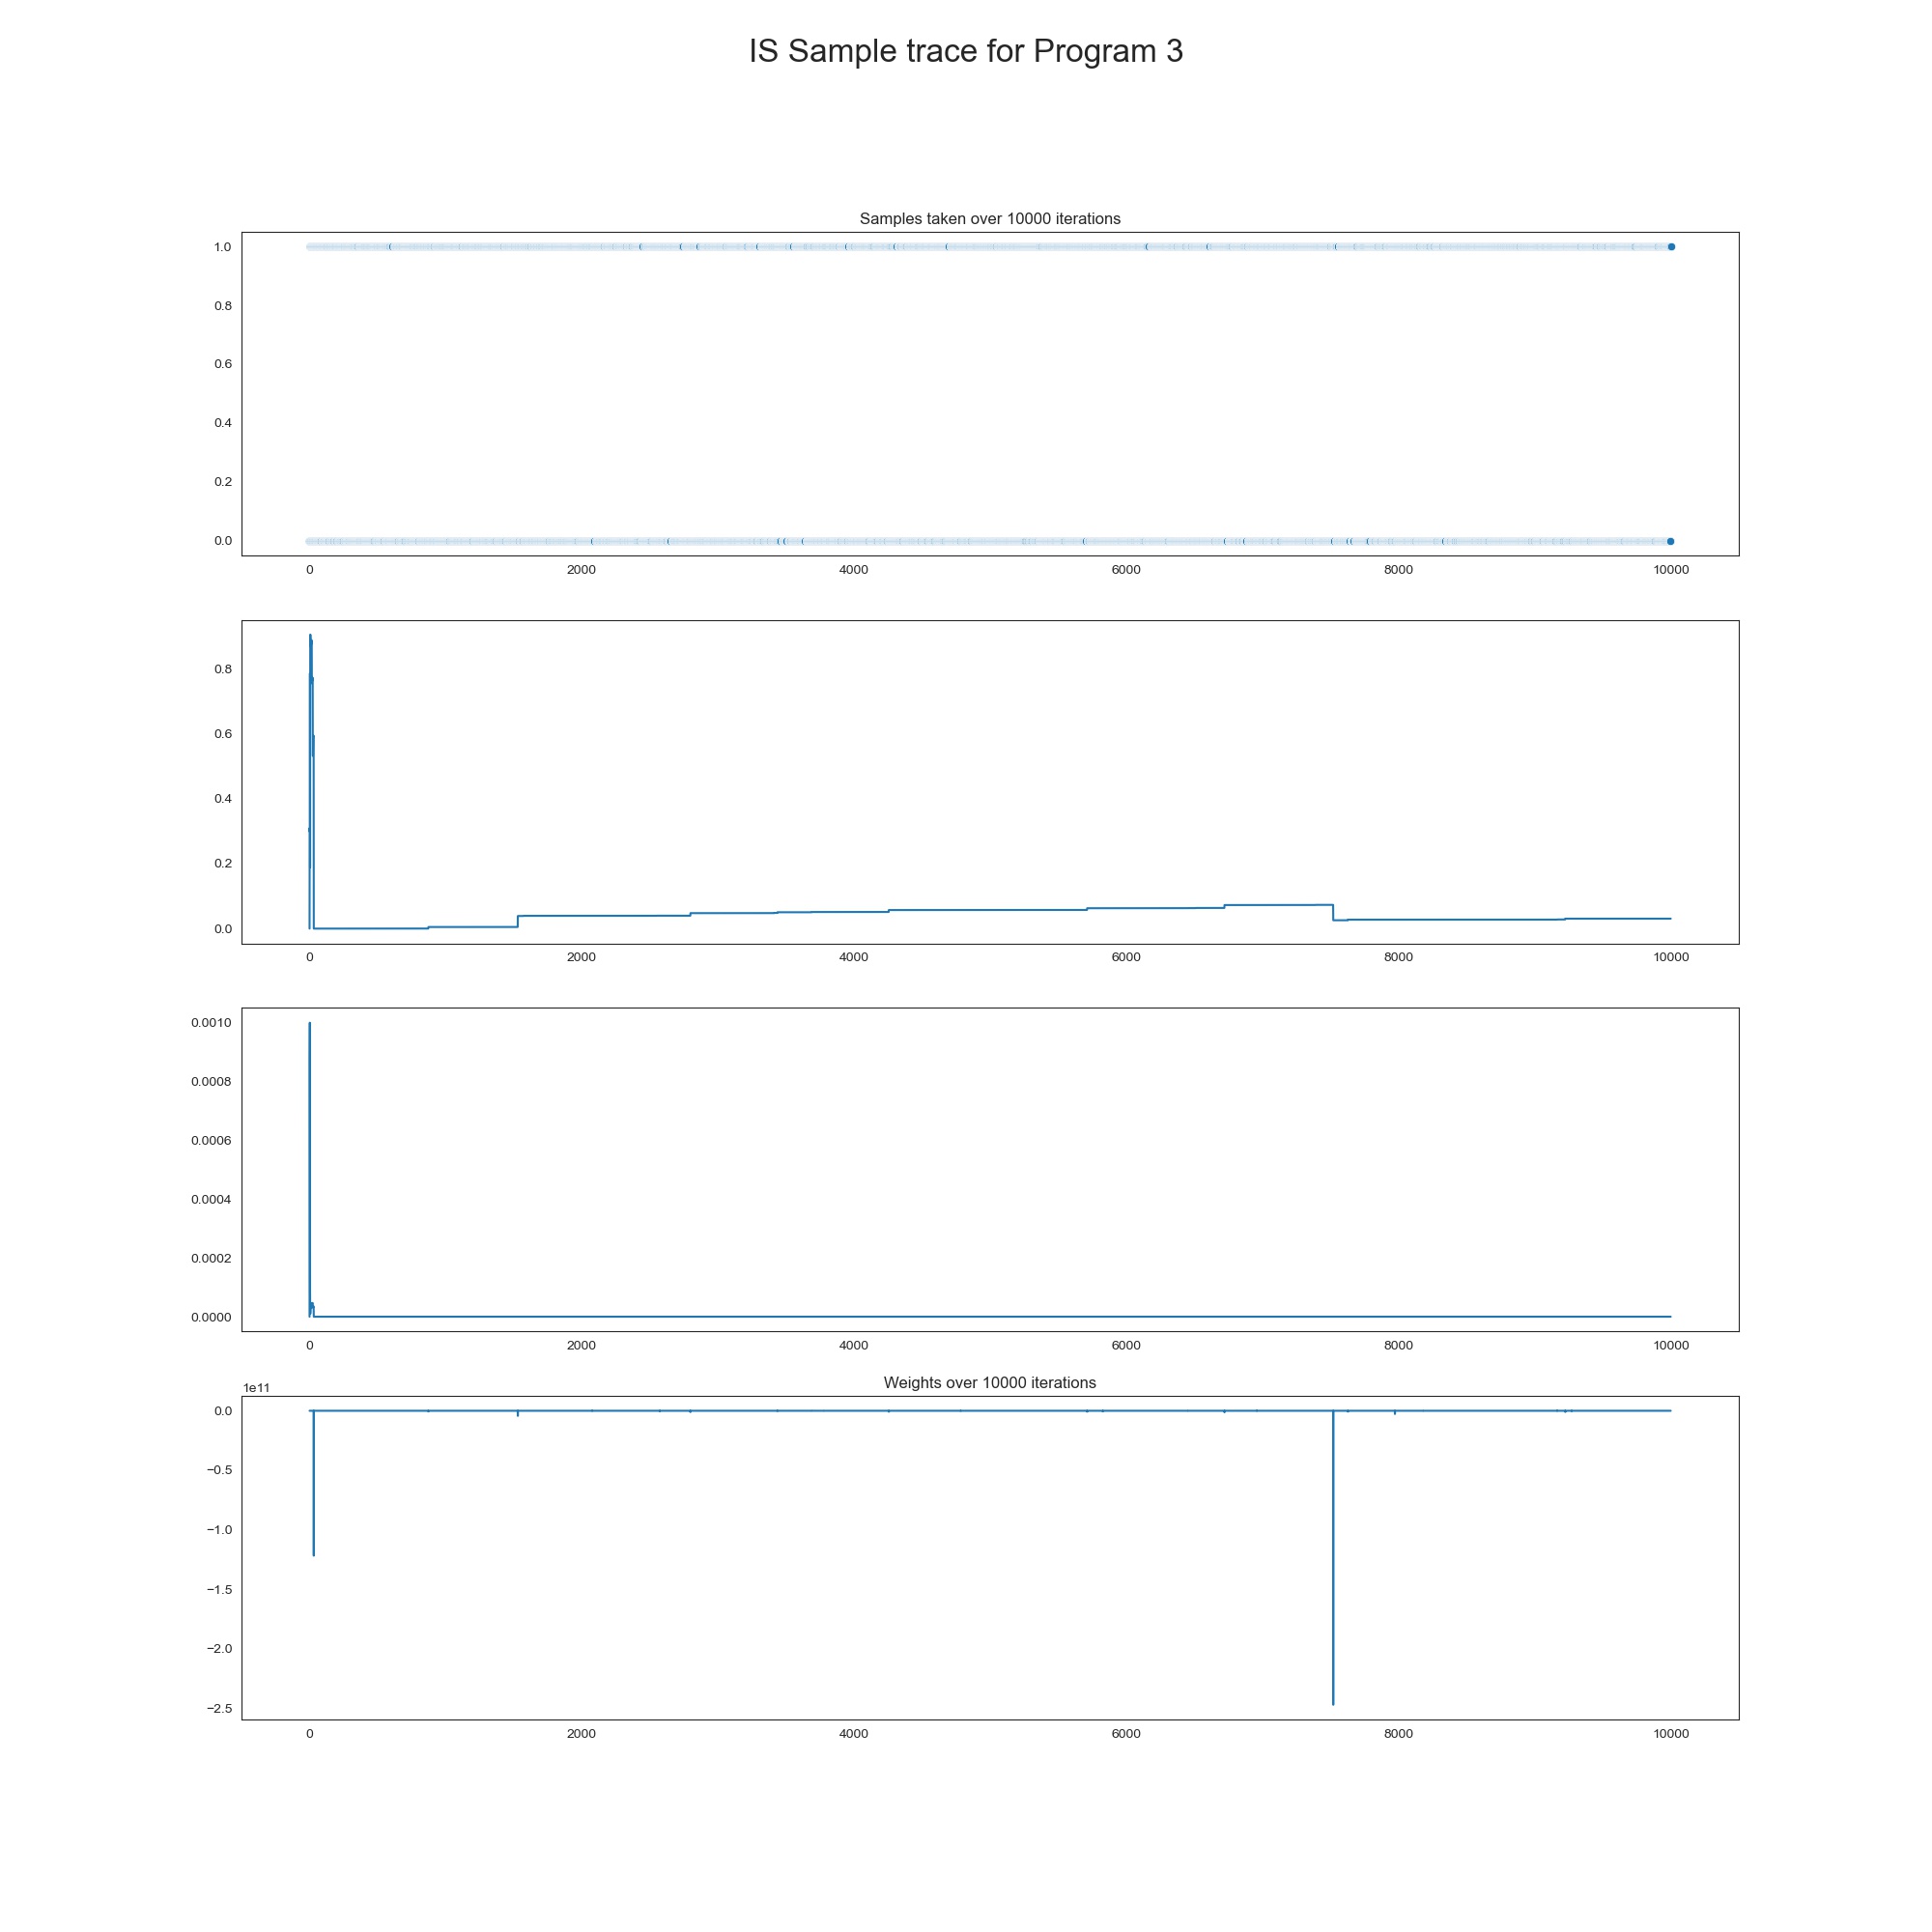 IS Sample trace for Program 3
Samples taken over 10000 iterations
1.0
0.8
0.6
0.4
0.2
0.0
0 2000 4000 6000 8000 10000
0.8
0.6
0.4
0.2
0.0
0 2000 4000 6000 8000 10000
0.0010
0.0008
0.0006
0.0004
0.0002
0.0000
0 2000 4000 6000 8000 10000
Weights over 10000 iterations
1e11
0.0
−0.5
−1.0
−1.5
−2.0
−2.5
0 2000 4000 6000 8000 10000